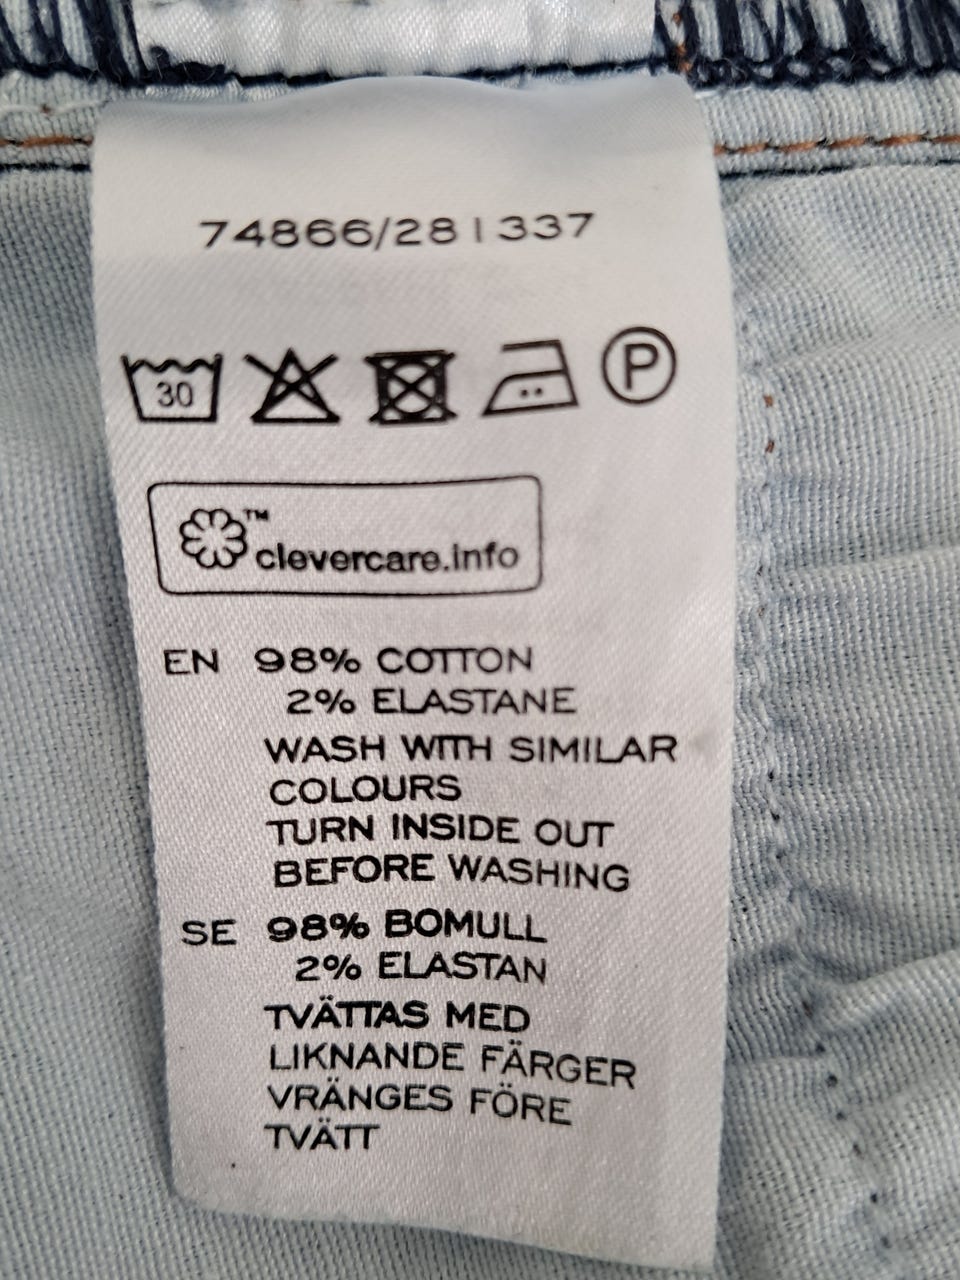 74866/281337
30
P
™
clevercare.info
EN 98% COTTON
2% ELASTANE
WASH WITH SIMILAR
COLOURS
TURN INSIDE OUT
BEFORE WASHING
SE 98% BOMULL
2% ELASTAN
TVÄTTAS MED
LIKNANDE FÄRGER
VRÄNGES FÖRE
TVÄTT